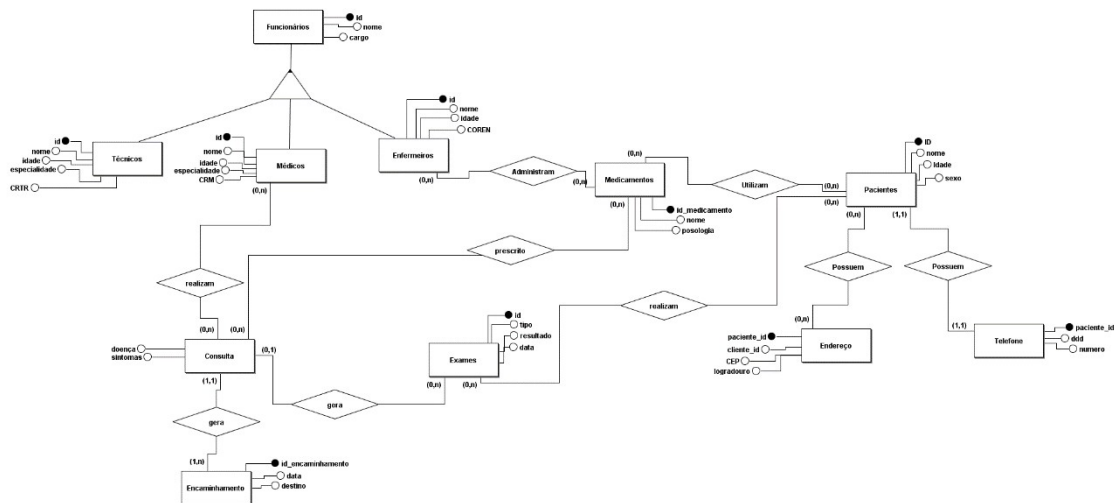 Funcionários
id
nome
cargo
Técnicos
id
nome
idade
especialidade
CRTR
Médicos
id
nome
idade
especialidade
CRM
(0,n)
Enfermeiros
id
nome
idade
COREN
(0,n)
Administram
(0,n)
Medicamentos
(0,n)
(0,n)
id_medicamento
nome
posologia
Utilizam
(0,n)
Pacientes
ID
nome
idade
sexo
(0,n)
(0,n)
(1,1)
prescrito
realizam
realizam
Possuem
Possuem
(0,n)
(0,n)
doença
sintomas
Consulta
(0,1)
(1,1)
Exames
id
tipo
resultado
data
(0,n)
(0,n)
(0,n)
Endereço
paciente_id
cliente_id
CEP
logradouro
(1,1)
Telefone
paciente_id
ddd
numero
gera
gera
(1,n)
Encaminhamento
id_encaminhamento
data
destino